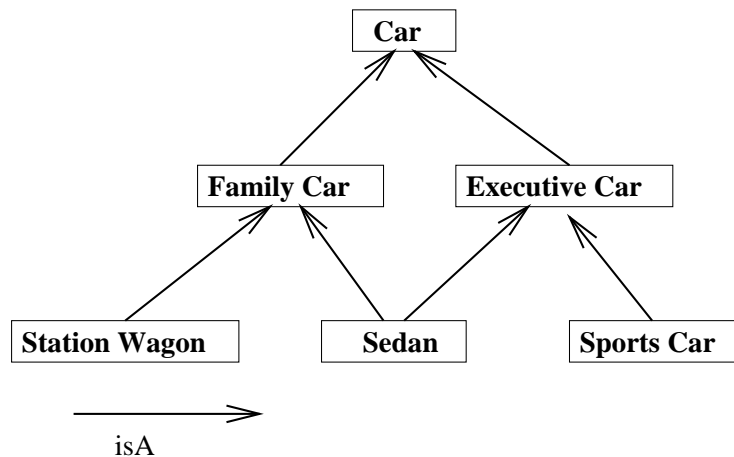 Car
Family Car
Executive Car
Station Wagon
Sedan
Sports Car
isA